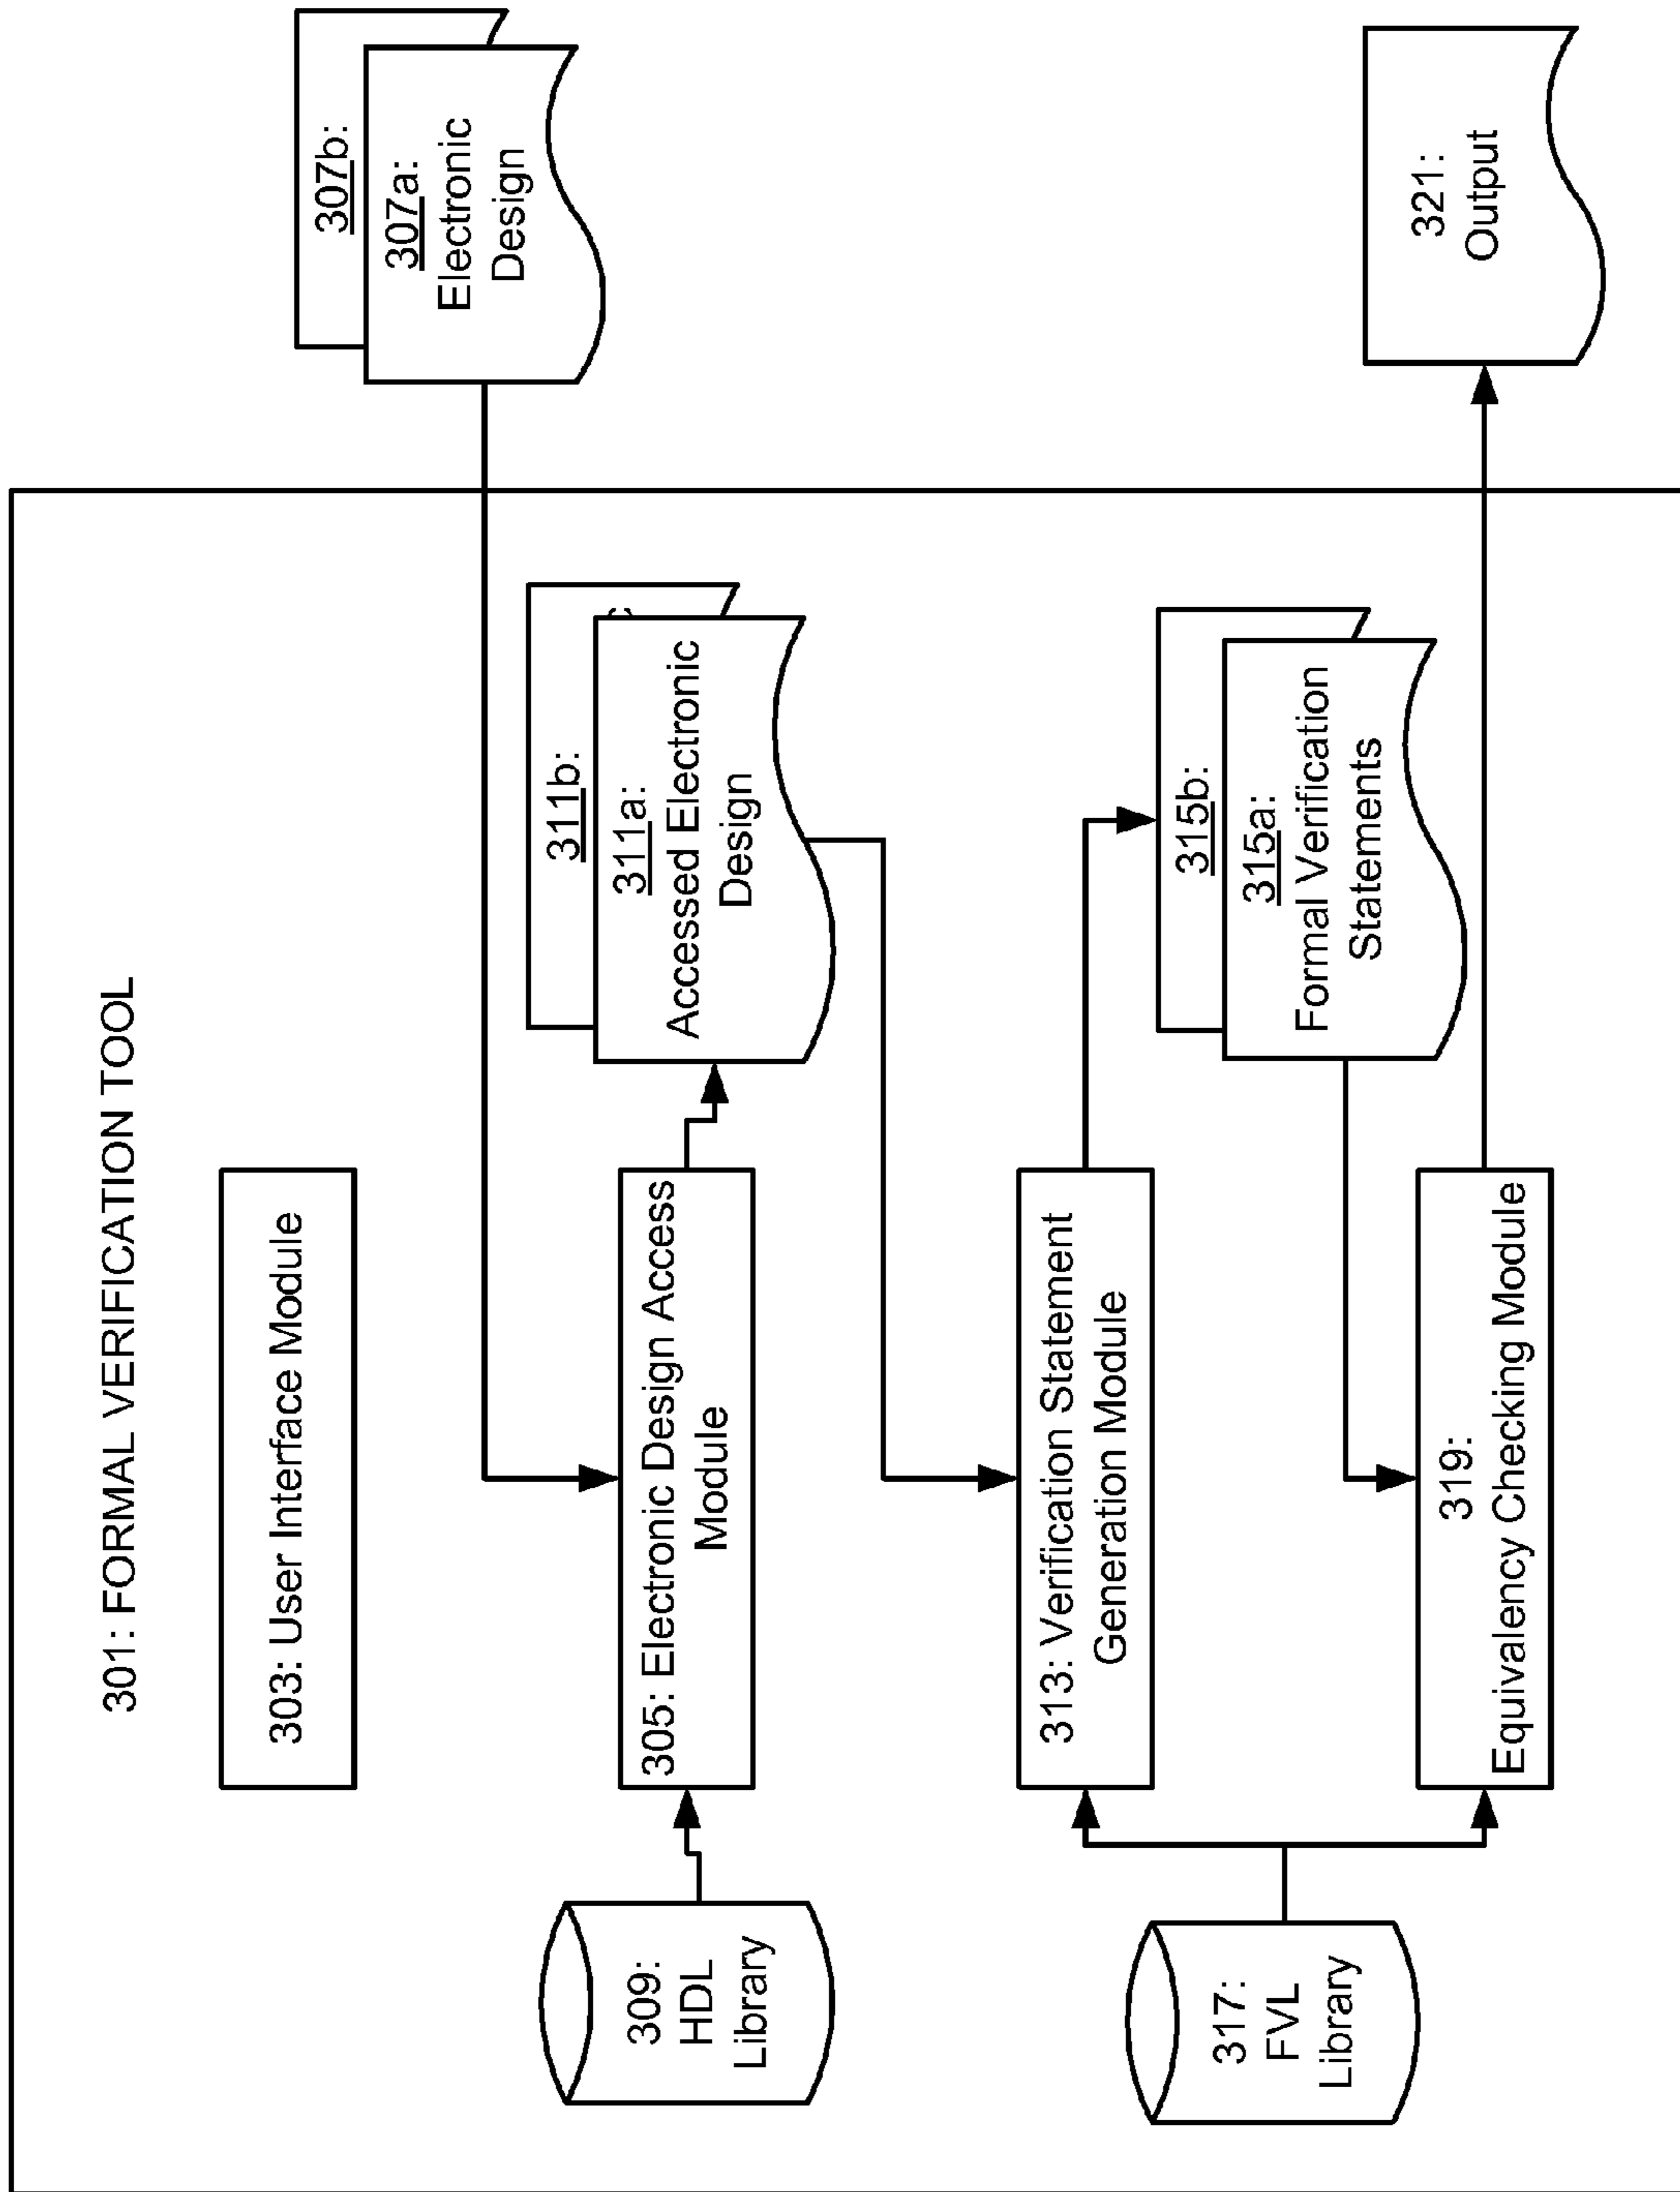 301: FORMAL VERIFICATION TOOL
303: User Interface Module
307b:
307a:
Electronic
Design
309:
HDL
Library
305: Electronic Design Access
Module
311b:
311a:
Accessed Electronic
Design
313: Verification Statement
Generation Module
315b:
315a:
Formal Verification
Statements
317:
FVL
Library
319:
Equivalency Checking Module
321:
Output